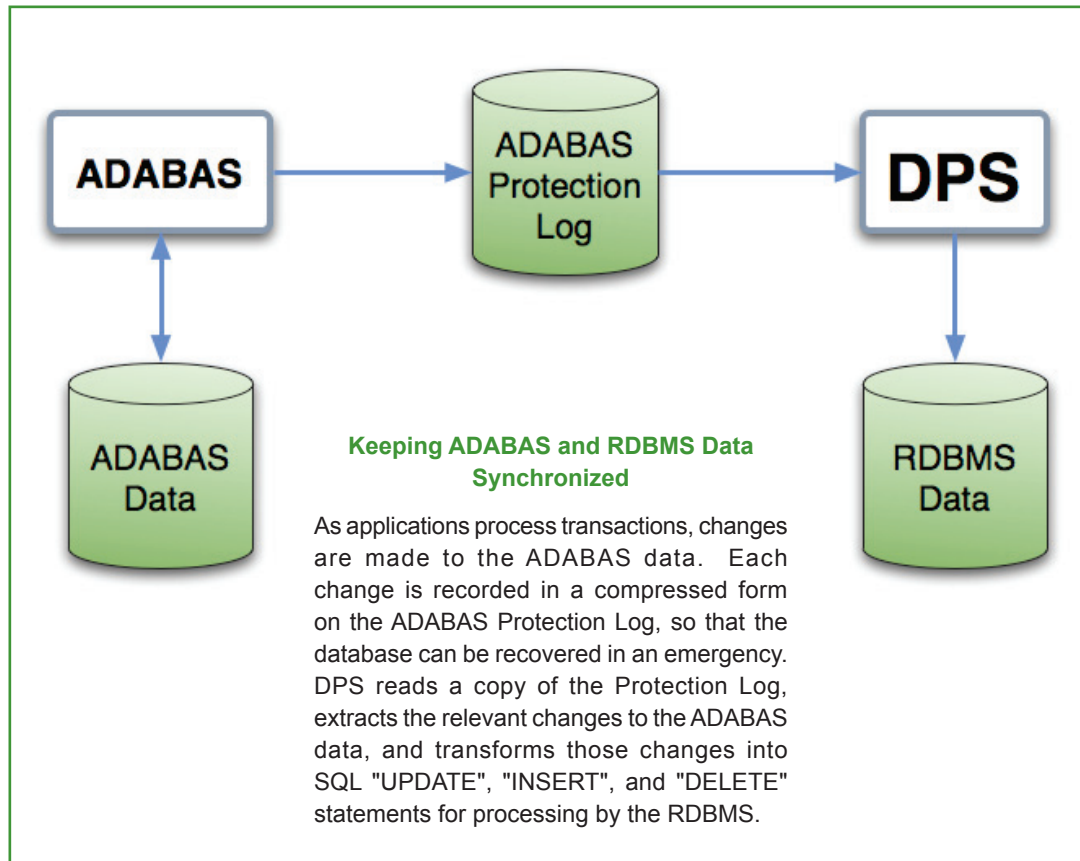 ADABAS
ADABAS
Protection
Log
DPS
ADABAS
Data
RDBMS
Data
Keeping ADABAS and RDBMS Data
Synchronized
As applications process transactions, changes
are made to the ADABAS data. Each
change is recorded in a compressed form
on the ADABAS Protection Log, so that the
database can be recovered in an emergency.
DPS reads a copy of the Protection Log,
extracts the relevant changes to the ADABAS
data, and transforms those changes into
SQL "UPDATE", "INSERT", and "DELETE"
statements for processing by the RDBMS.